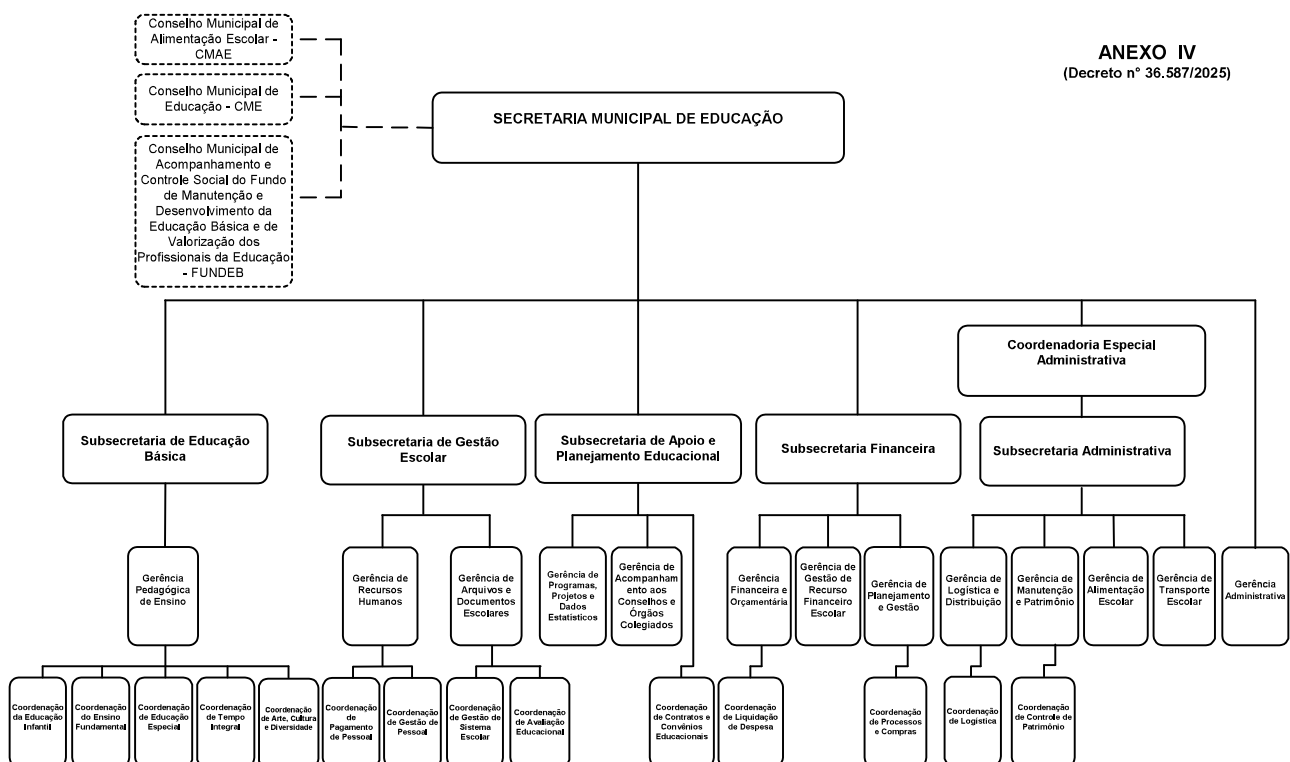 Conselho Municipal de
Alimentação Escolar -
CMAE
Conselho Municipal de
Educação - CME
Conselho Municipal de
Acompanhamento e
Controle Social do Fundo
de Manutenção e
Desenvolvimento da
Educação Básica e de
Valorização dos
Profissionais da Educação
- FUNDEB
ANEXO IV
(Decreto n° 36.587/2025)
SECRETARIA MUNICIPAL DE EDUCAÇÃO
Coordenadoria Especial
Administrativa
Subsecretaria de Educação
Básica
Subsecretaria de Gestão
Escolar
Subsecretaria de Apoio e
Planejamento Educacional
Subsecretaria Financeira
Subsecretaria Administrativa
Gerência
Pedagógica
de Ensino
Gerência de
Recursos
Humanos
Gerência de
Arquivos e
Documentos
Escolares
Gerência de
Programas,
Projetos e
Dados
Estatisticos
Gerência de
Acompanham
ento aos
Conselhos e
Órgãos
Colegiados
Gerência
Financeira e
Orçamentária
Gerência de
Gestão de
Recurso
Financeiro
Escolar
Gerência de
Planejamento
e Gestão
Gerência de
Logística e
Distribuição
Gerência de
Manutenção
e Patrimônio
Gerência de
Alimentação
Escolar
Gerência de
Transporte
Escolar
Gerência
Administrativa
Coordenação
da Educação
Infantil
Coordenação
do Ensino
Fundamental
Coordenação
de Educação
Especial
Coordenação
de Tempo
Integral
Coordenação
de Arte, Cultura
e Diversidade
Coordenação
de
Pagamento
de Pessoal
Coordenação
de Gestão de
Pessoal
Coordenação
de Gestão de
Sistema
Escolar
Coordenação
de Avaliação
Educacional
Coordenação
de Contratos e
Convênios
Educacionais
Coordenação
de Liquidação
de Despesa
Coordenação
de Processos
e Compras
Coordenação
de Logística
Coordenação
de Controle de
Patrimônio